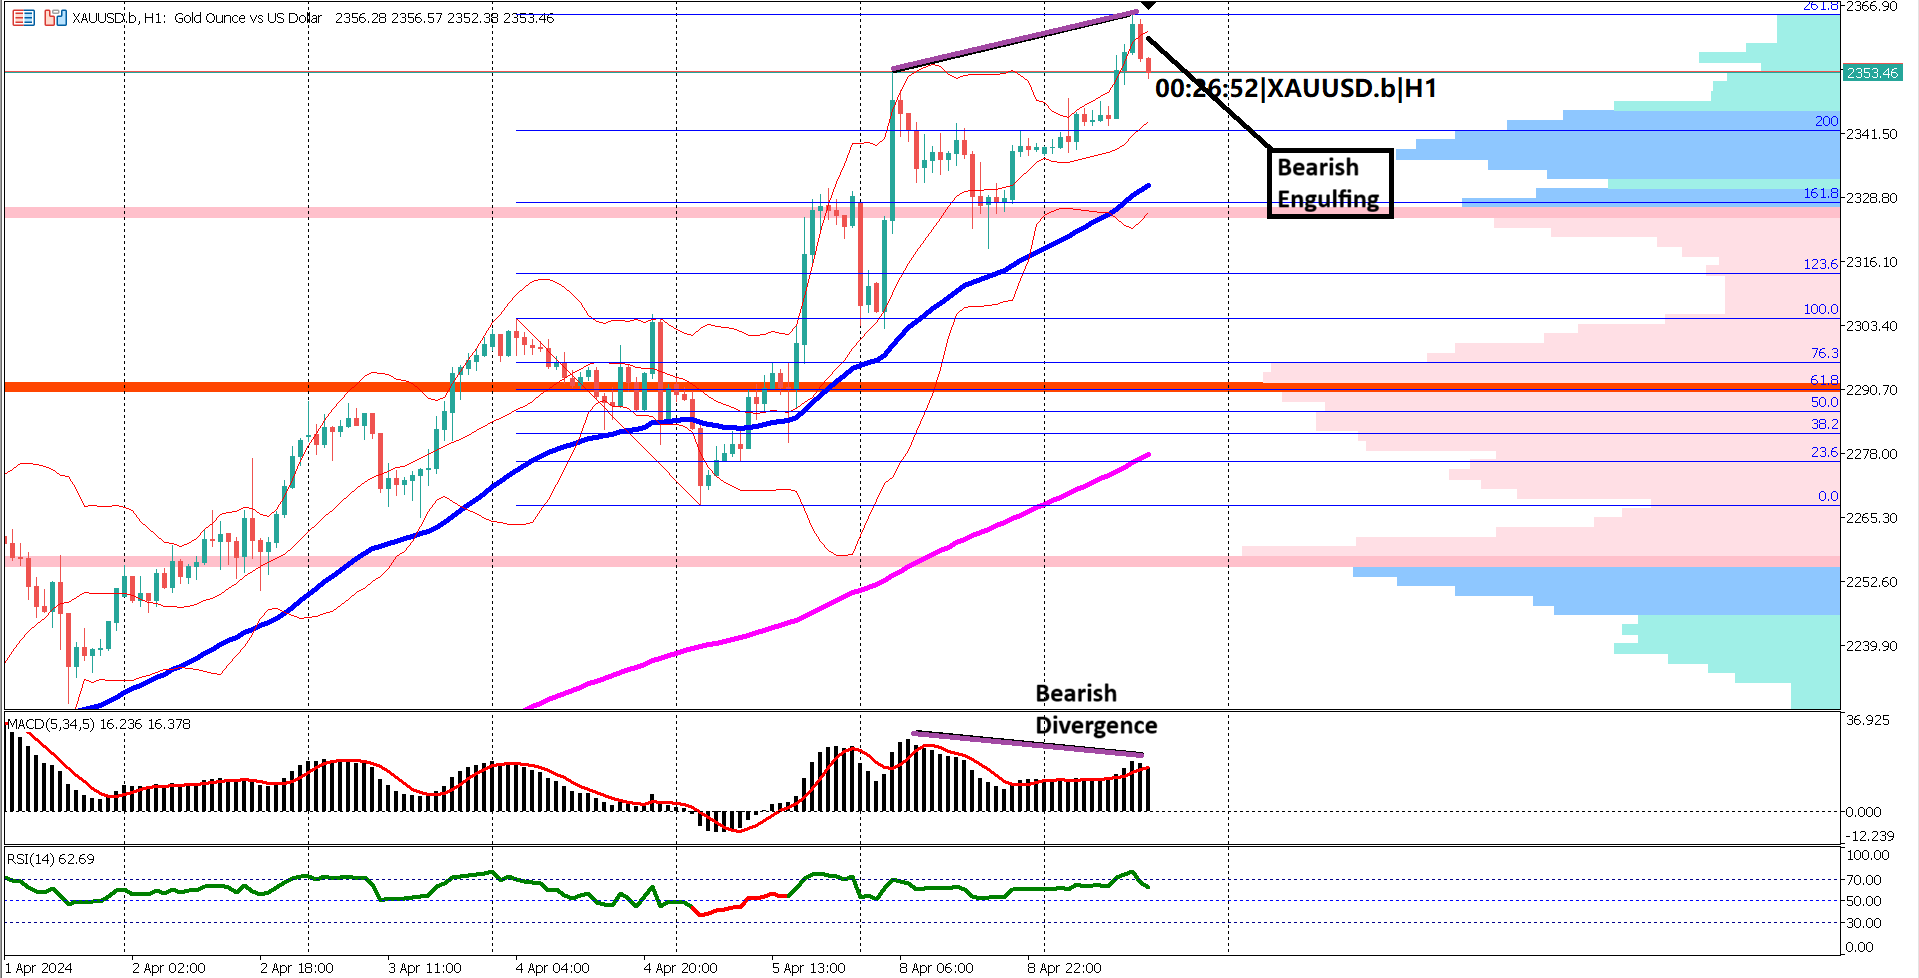 XAUUSD.b, H1: Gold Ounce vs US Dollar 2356.28 2356.57 2352.38 2353.46
261.8
2366.90
2353.46
00:26:52|XAUUSD.b|H1
200
2341.50
Bearish
Engulfing
161.8
2328.80
123.6
2316.10
100.0
2303.40
76.3
61.8
2290.70
50.0
38.2
23.6
2278.00
0.0
2265.30
2252.60
2239.90
Bearish
Divergence
MACD(5,34,5) 16.236 16.378
36.925
0.000
-12.239
RSI(14) 62.69
100.00
70.00
50.00
30.00
0.00
1 Apr 2024
2 Apr 02:00
2 Apr 18:00
3 Apr 11:00
4 Apr 04:00
4 Apr 20:00
5 Apr 13:00
8 Apr 06:00
8 Apr 22:00